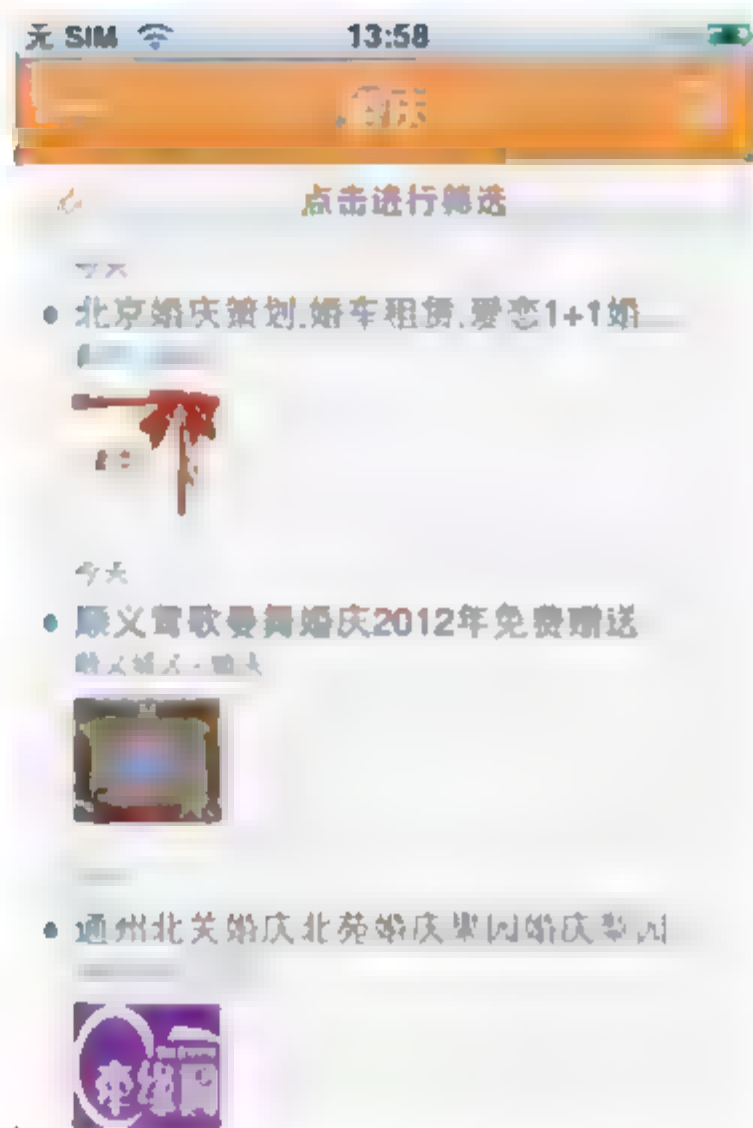 无 SIM 13:58
婚庆
点击进行筛选
今天
北京婚庆策划.婚车租赁.爱恋1+1婚
今天
顺义莺歌曼舞婚庆2012年免费赠送
通州北关婚庆北苑婚庆果园婚庆梨园